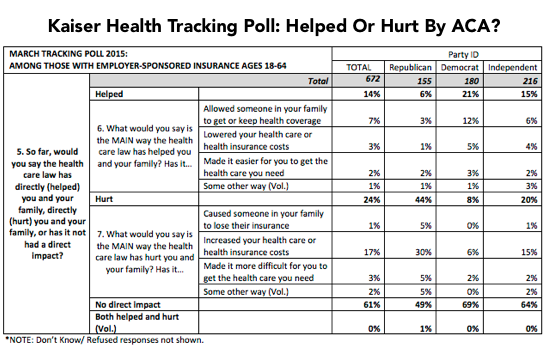 Kaiser Health Tracking Poll: Helped Or Hurt By ACA?
MARCH TRACKING POLL 2015:
AMONG THOSE WITH EMPLOYER-SPONSORED INSURANCE AGES 18-64
Party ID
TOTAL Republican Democrat Independent
Total 672 155 180 216
5. So far, would
you say the health
care law has
directly (helped)
you and your
family, directly
(hurt) you and your
family, or has it not
had a direct
impact?
Helped 14% 6% 21% 15%
6. What would you say is
the MAIN way the health
care law has helped you
and your family? Has it...
Allowed someone in your family
to get or keep health coverage 7% 3% 12% 6%
Lowered your health care or
health insurance costs 3% 1% 5% 4%
Made it easier for you to get the
health care you need 2% 2% 3% 2%
Some other way (Vol.) 1% 1% 1% 3%
Hurt 24% 44% 8% 20%
7. What would you say is
the MAIN way the health
care law has hurt you and
your family? Has it...
Caused someone in your family
to lose their insurance 1% 5% 0% 1%
Increased your health care or
health insurance costs 17% 30% 6% 15%
Made it more difficult for you to
get the health care you need 3% 5% 2% 2%
Some other way (Vol.) 2% 5% 0% 2%
No direct impact 61% 49% 69% 64%
Both helped and hurt
(Vol.) 0% 1% 0% 0%
*NOTE: Don't Know/ Refused responses not shown.